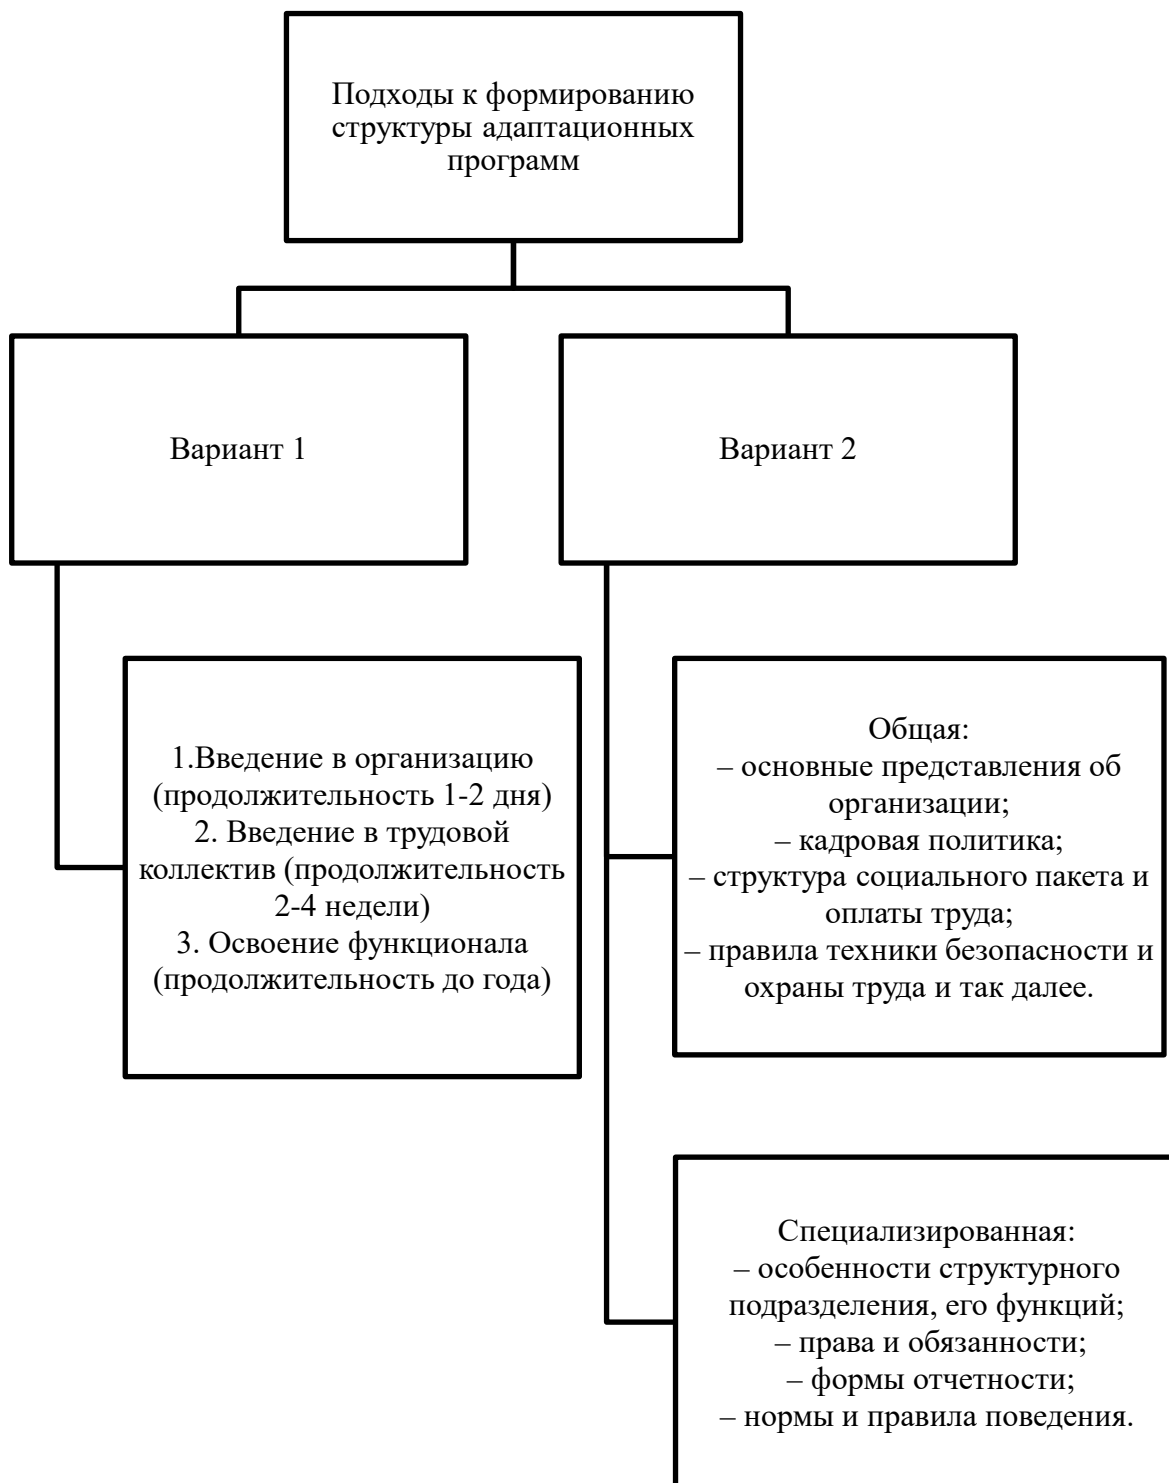 Подходы к формированию
структуры адаптационных
программ
Вариант 1
Вариант 2
1.Введение в организацию
(продолжительность 1-2 дня)
2. Введение в трудовой
коллектив (продолжительность
2-4 недели)
3. Освоение функционала
(продолжительность до года)
Общая:
– основные представления об
организации;
– кадровая политика;
– структура социального пакета и
оплаты труда;
– правила техники безопасности и
охраны труда и так далее.
Специализированная:
– особенности структурного
подразделения, его функций;
– права и обязанности;
– формы отчетности;
– нормы и правила поведения.